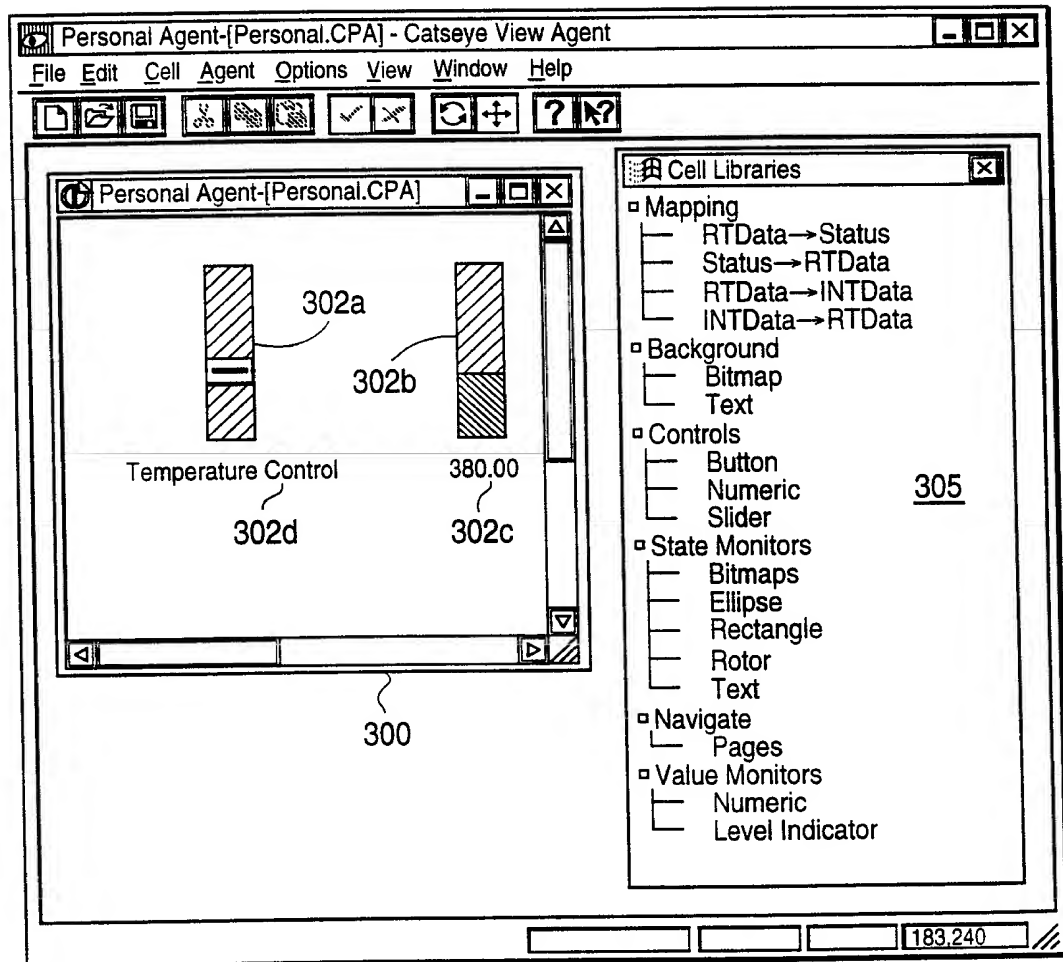 Personal Agent-[Personal.CPA] - Catseye View Agent
File Edit Cell Agent Options View Window Help
? ?
Personal Agent-[Personal.CPA]
302a
302b
Temperature Control
380.00
302d
302c
300
Cell Libraries
Mapping
RTData→Status
Status→RTData
RTData→INTData
INTData→RTData
Background
Bitmap
Text
Controls
Button
Numeric
Slider
305
State Monitors
Bitmaps
Ellipse
Rectangle
Rotor
Text
Navigate
Pages
Value Monitors
Numeric
Level Indicator
183,240